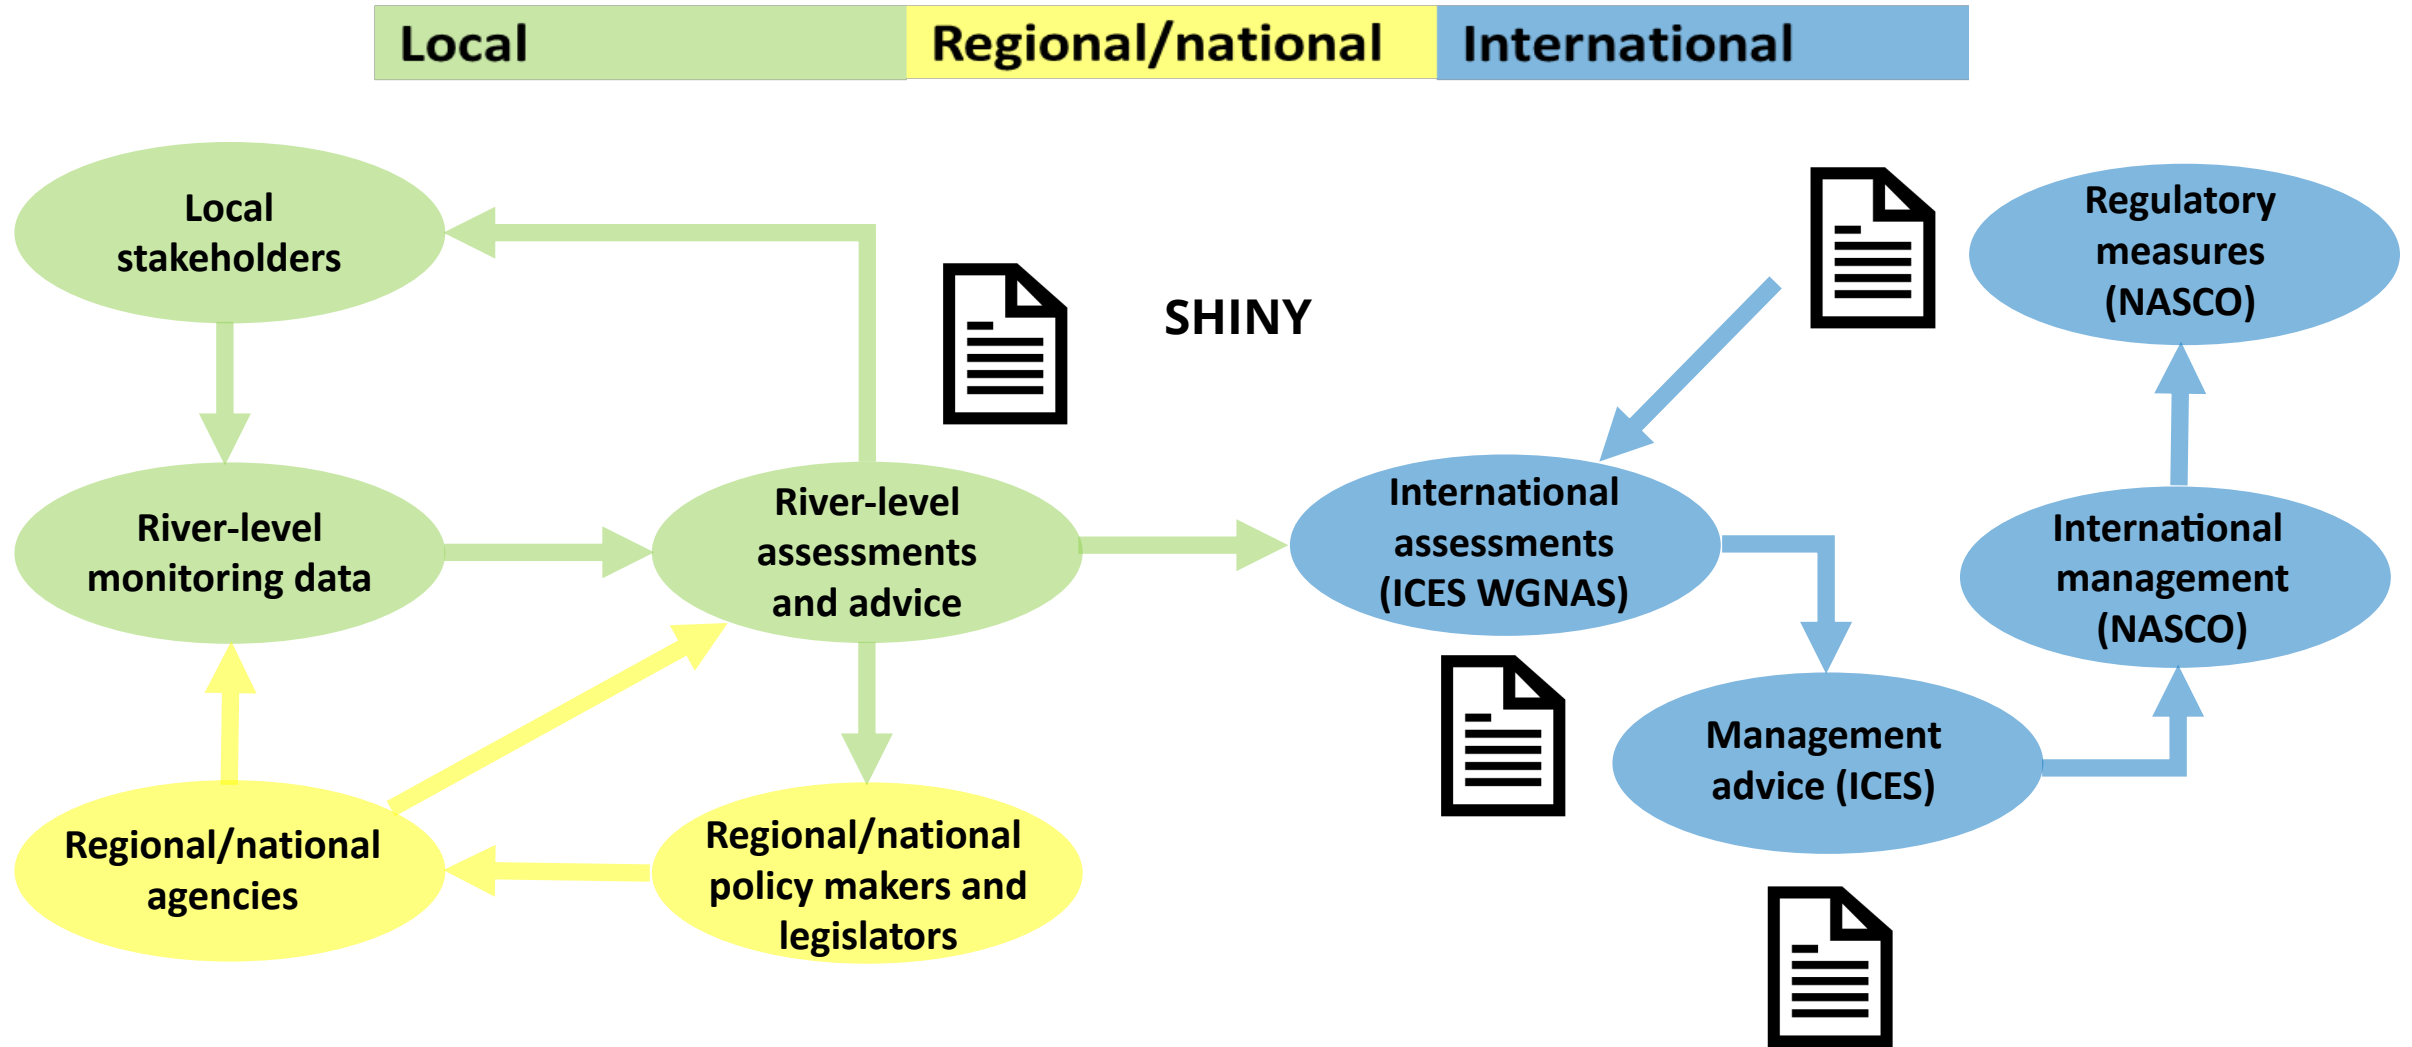 Local
Regional/national
International
Local
stakeholders
SHINY
Regulatory
measures
(NASCO)
River-level
monitoring data
River-level
assessments
and advice
International
assessments
(ICES WGNAS)
International
management
(NASCO)
Management
advice (ICES)
Regional/national
agencies
Regional/national
policy makers and
legislators